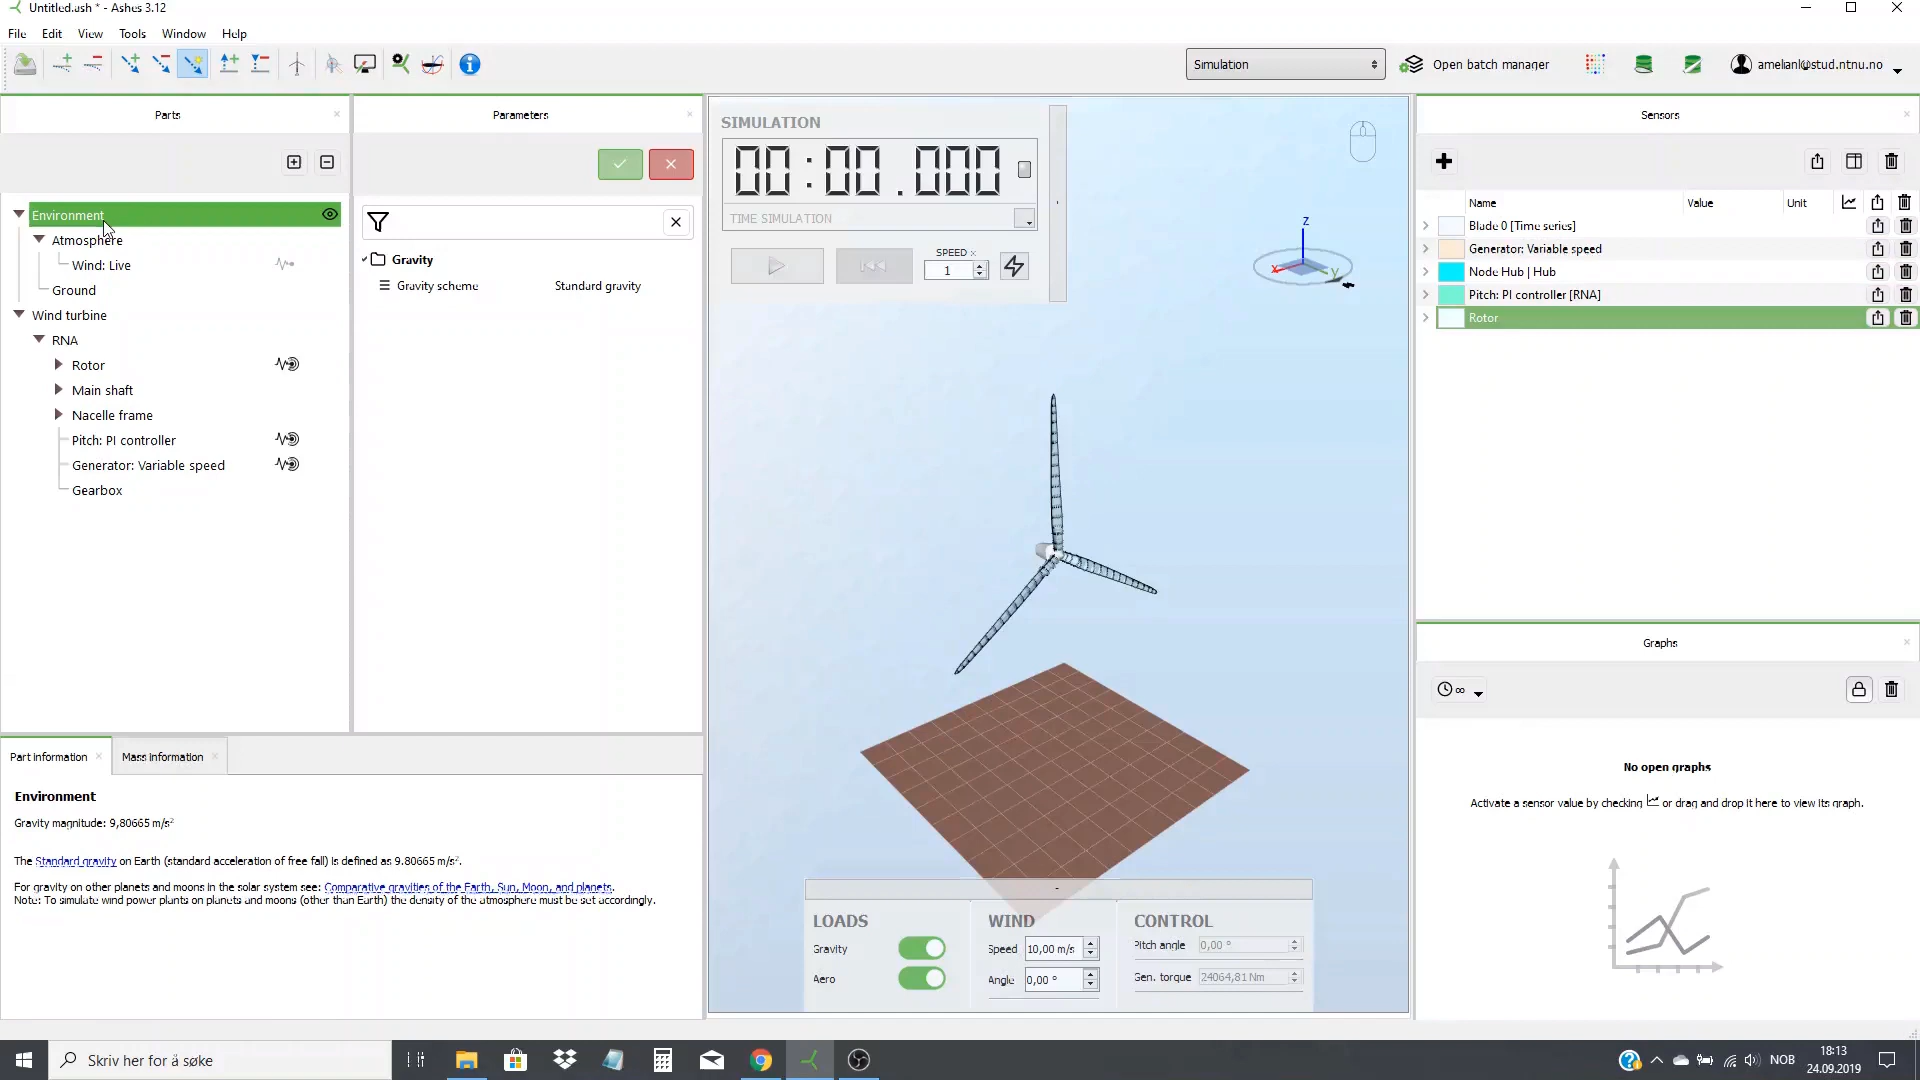 Untitled.ash * - Ashes 3.12
File Edit View Tools Window Help
Simulation
Open batch manager
amelianl@stud.ntnu.no
Parts
Environment
Atmosphere
Wind: Live
Ground
Wind turbine
RNA
Rotor
Main shaft
Nacelle frame
Pitch: PI controller
Generator: Variable speed
Gearbox
Parameters
Gravity
Gravity scheme Standard gravity
SIMULATION
00:00.000
TIME SIMULATION
SPEED x
1
z
x
y
LOADS
Gravity
Aero
WIND
Speed 10,00 m/s
Angle 0,00 °
CONTROL
Pitch angle 0,00 °
Gen. torque 24064,81 Nm
Sensors
Name Value Unit
Blade 0 [Time series]
Generator: Variable speed
Node Hub | Hub
Pitch: PI controller [RNA]
Rotor
Graphs
∞
No open graphs
Activate a sensor value by checking or drag and drop it here to view its graph.
Part information
Mass information
Environment
Gravity magnitude: 9,80665 m/s²
The Standard gravity on Earth (standard acceleration of free fall) is defined as 9.80665 m/s².
For gravity on other planets and moons in the solar system see: Comparative gravities of the Earth, Sun, Moon, and planets.
Note: To simulate wind power plants on planets and moons (other than Earth) the density of the atmosphere must be set accordingly.
Skriv her for å søke
NOB
18:13
24.09.2019